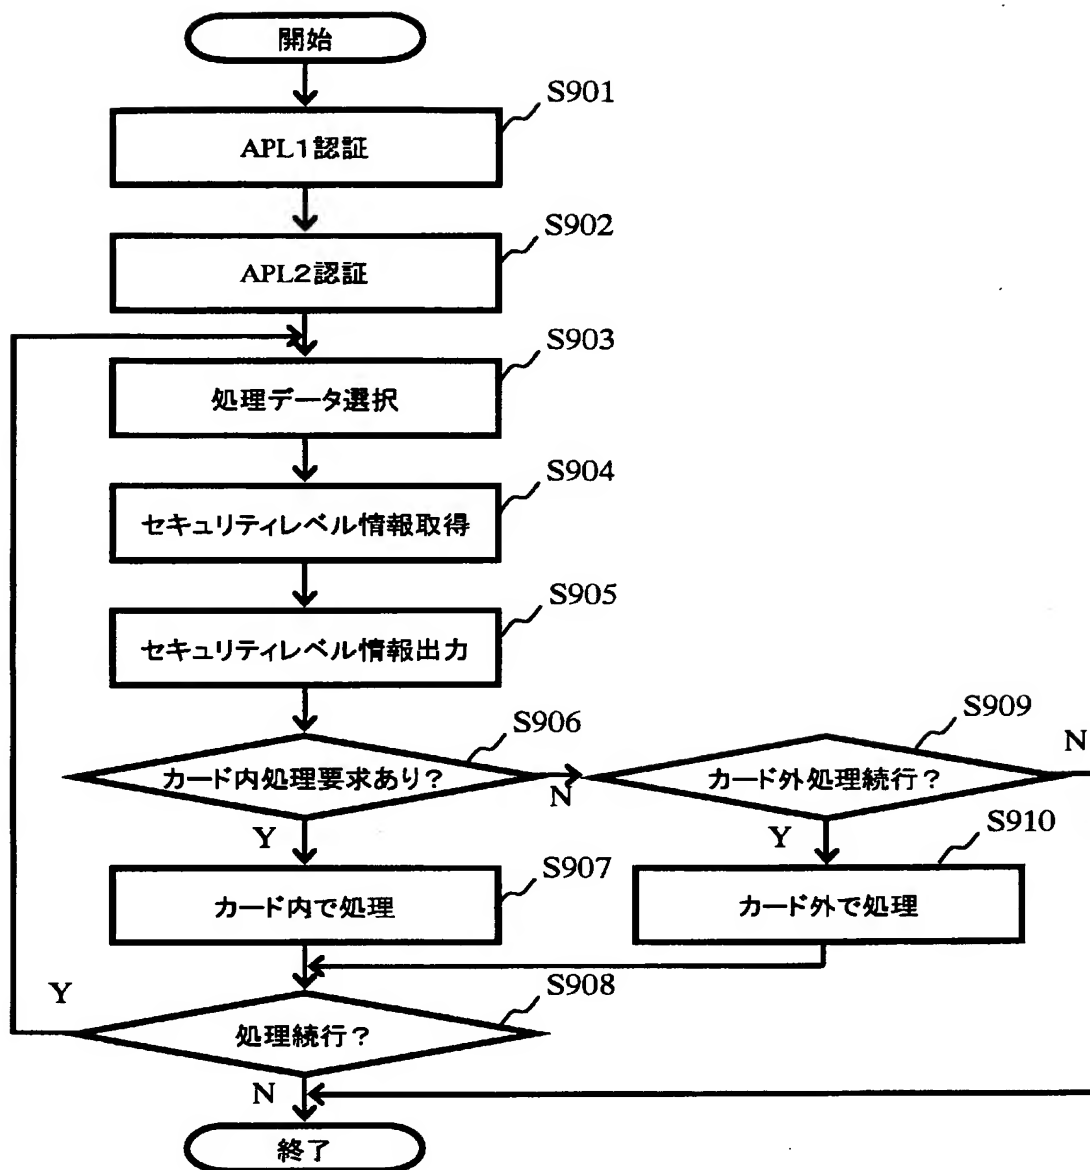 開始
S901
APL1認証
S902
APL2認証
S903
処理データ選択
S904
セキュリティレベル情報取得
S905
セキュリティレベル情報出力
S906
カード内処理要求あり?
N
S909
カード外処理続行?
N
Y
S907
カード内で処理
Y
S910
カード外で処理
S908
処理続行?
Y
N
終了